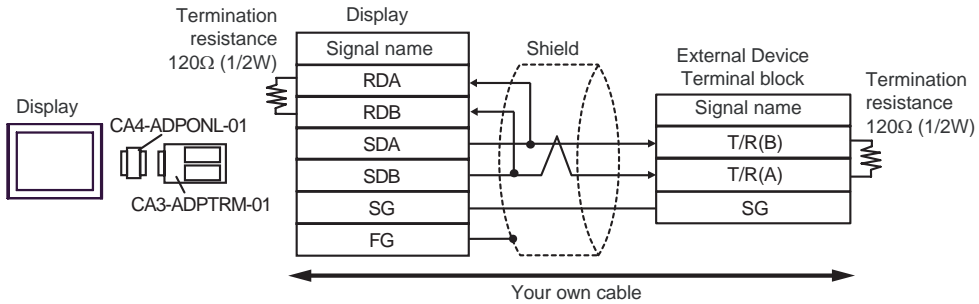 Display
CA4-ADPONL-01
CA3-ADPTRM-01
Termination
resistance
120Ω (1/2W)
Display
Signal name
RDA
RDB
SDA
SDB
SG
FG
Shield
External Device
Terminal block
Signal name
T/R(B)
T/R(A)
SG
Termination
resistance
120Ω (1/2W)
Your own cable